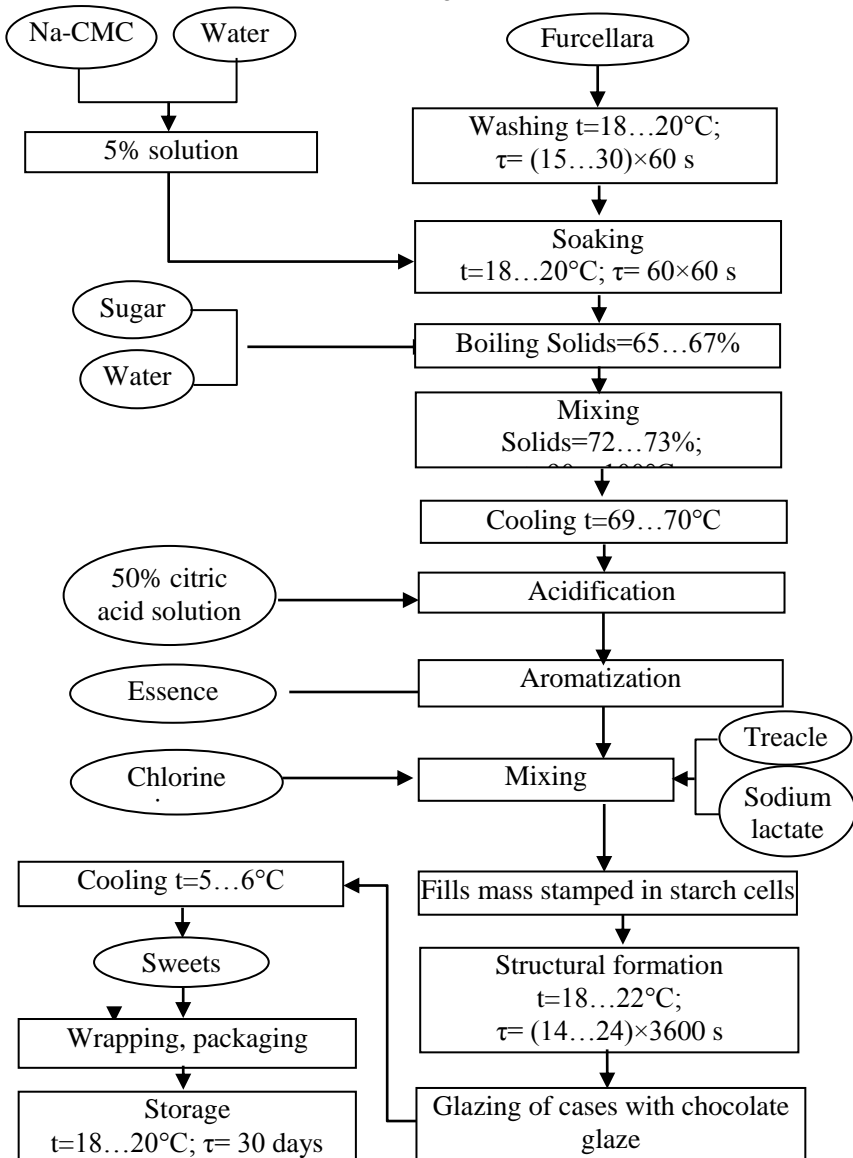 Na-CMC
Water
Furcellara
5% solution
Washing t=18…20°C;
τ= (15…30)×60 s
Soaking
t=18…20°C; τ= 60×60 s
Sugar
Water
Boiling Solids=65…67%
Mixing
Solids=72…73%;
Cooling t=69…70°C
50% citric
acid solution
Acidification
Essence
Aromatization
Treacle
Chlorine
Mixing
Sodium
lactate
Cooling t=5…6°C
Fills mass stamped in starch cells
Sweets
Structural formation
t=18…22°C;
τ= (14…24)×3600 s
Wrapping, packaging
Glazing of cases with chocolate
glaze
Storage
t=18…20°C; τ= 30 days